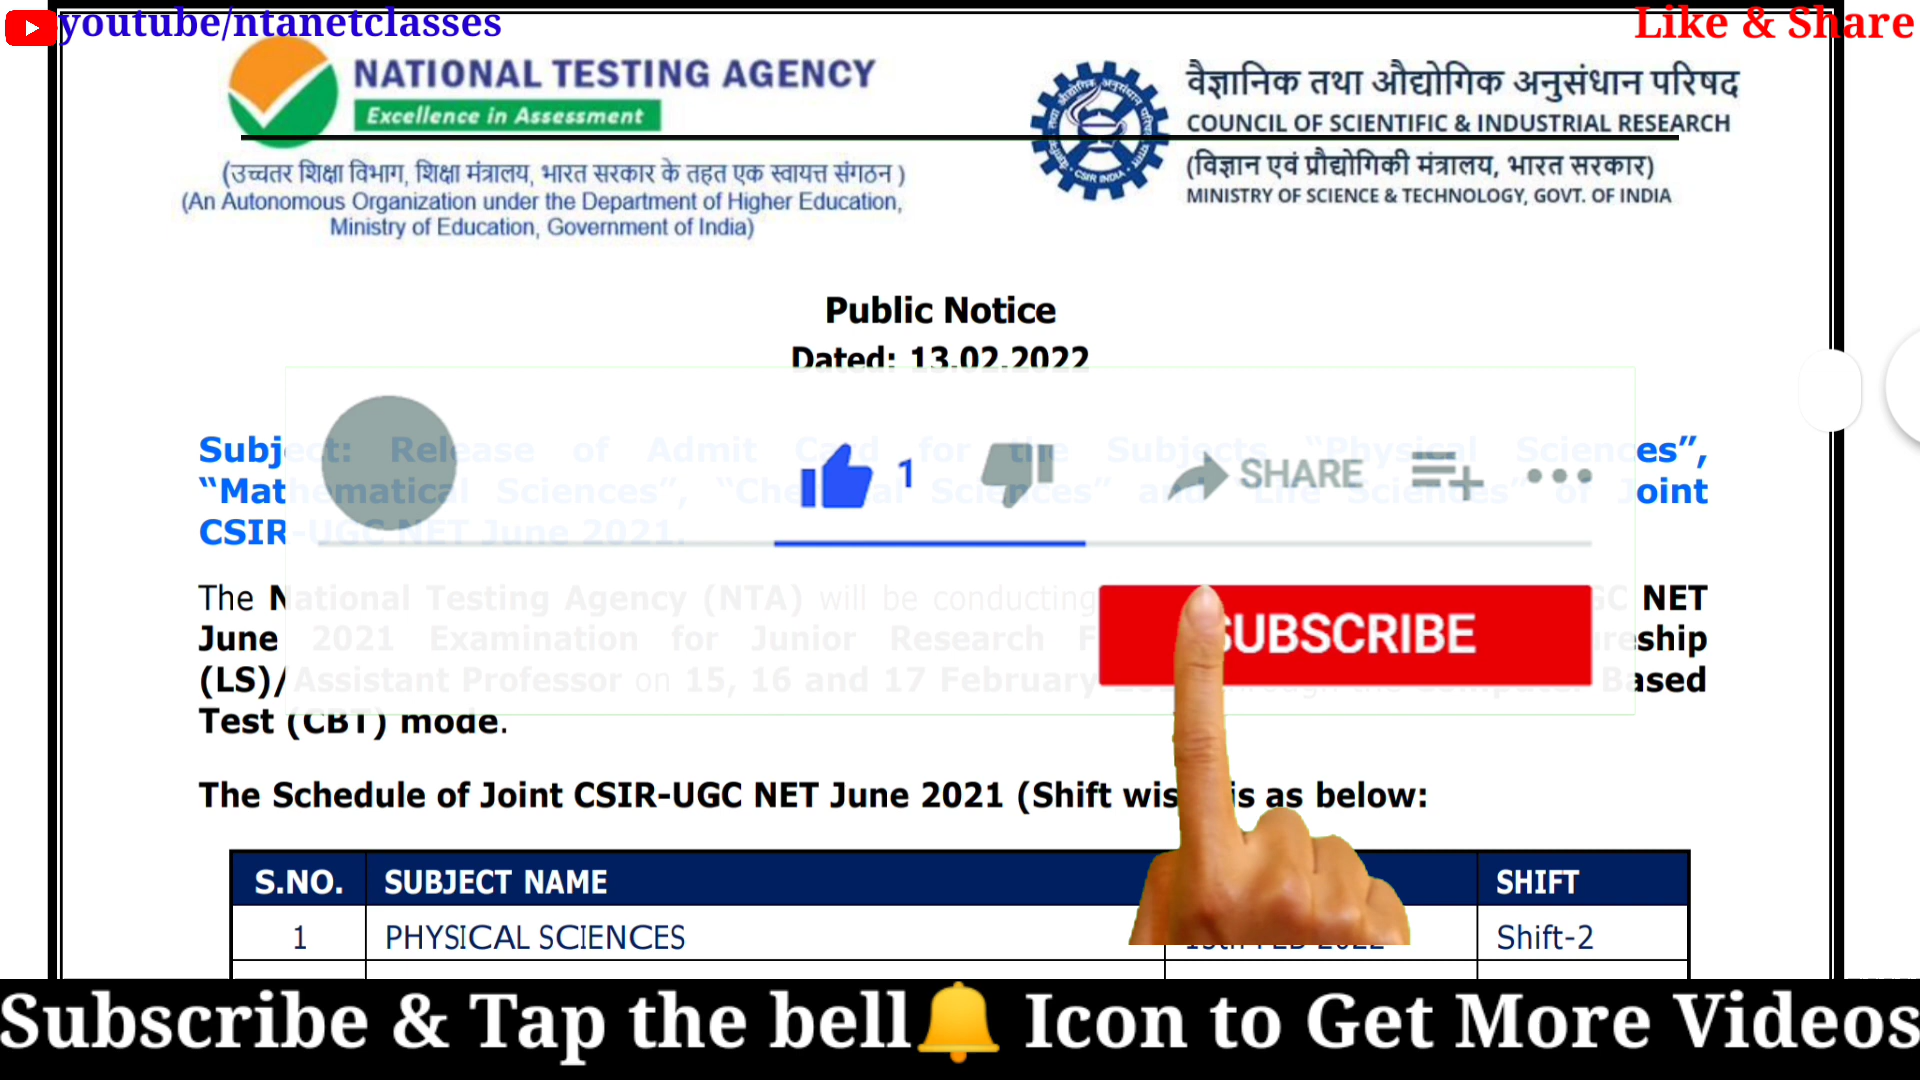 youtube/ntanetclasses
Like & Share
NATIONAL TESTING AGENCY
Excellence in Assessment
(उच्चतर शिक्षा विभाग, शिक्षा मंत्रालय, भारत सरकार के तहत एक स्वायत्त संगठन )
(An Autonomous Organization under the Department of Higher Education,
Ministry of Education, Government of India)
वैज्ञानिक तथा औद्योगिक अनुसंधान परिषद
COUNCIL OF SCIENTIFIC & INDUSTRIAL RESEARCH
(विज्ञान एवं प्रौद्योगिकी मंत्रालय, भारत सरकार)
MINISTRY OF SCIENCE & TECHNOLOGY, GOVT. OF INDIA
CSIR INDIA
Public Notice
Dated: 13.02.2022
Subject: Release of Admit Card for the Subjects “Physical Sciences”,
“Mathematical Sciences”, “Chemical Sciences” and “Life Sciences” of Joint
CSIR-UGC NET June 2021.
1
SHARE
The National Testing Agency (NTA) will be conducting NET
June 2021 Examination for Junior Research
(LS)/Assistant Professor on 15, 16 and 17 February Based
Test (CBT) mode.
SUBSCRIBE
The Schedule of Joint CSIR-UGC NET June 2021 (Shift is as below:
S.NO. SUBJECT NAME SHIFT
1 PHYSICAL SCIENCES Shift-2
Subscribe & Tap the bell Icon to Get More Videos